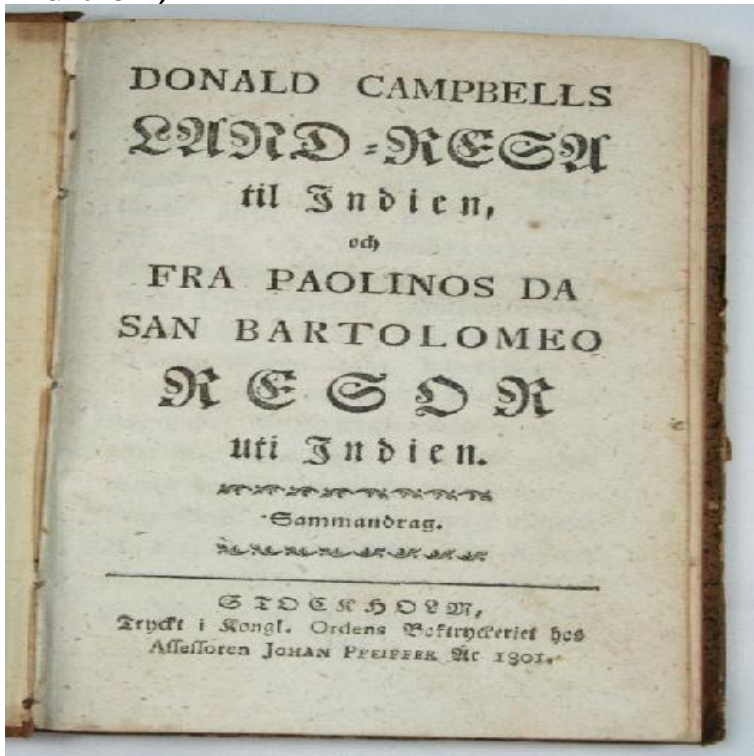 DONALD CAMPBELLS
LAND-RESA
til Indien,
och
FRA PAOLINOS DA
SAN BARTOLOMEO
RESOR
uti Indien.
Sammandrag.
STOCKHOLM,
Tryckt i Kongl. Ordens Boktryckeriet hos
Assessoren JOHAN PFEIFFER År 1801.